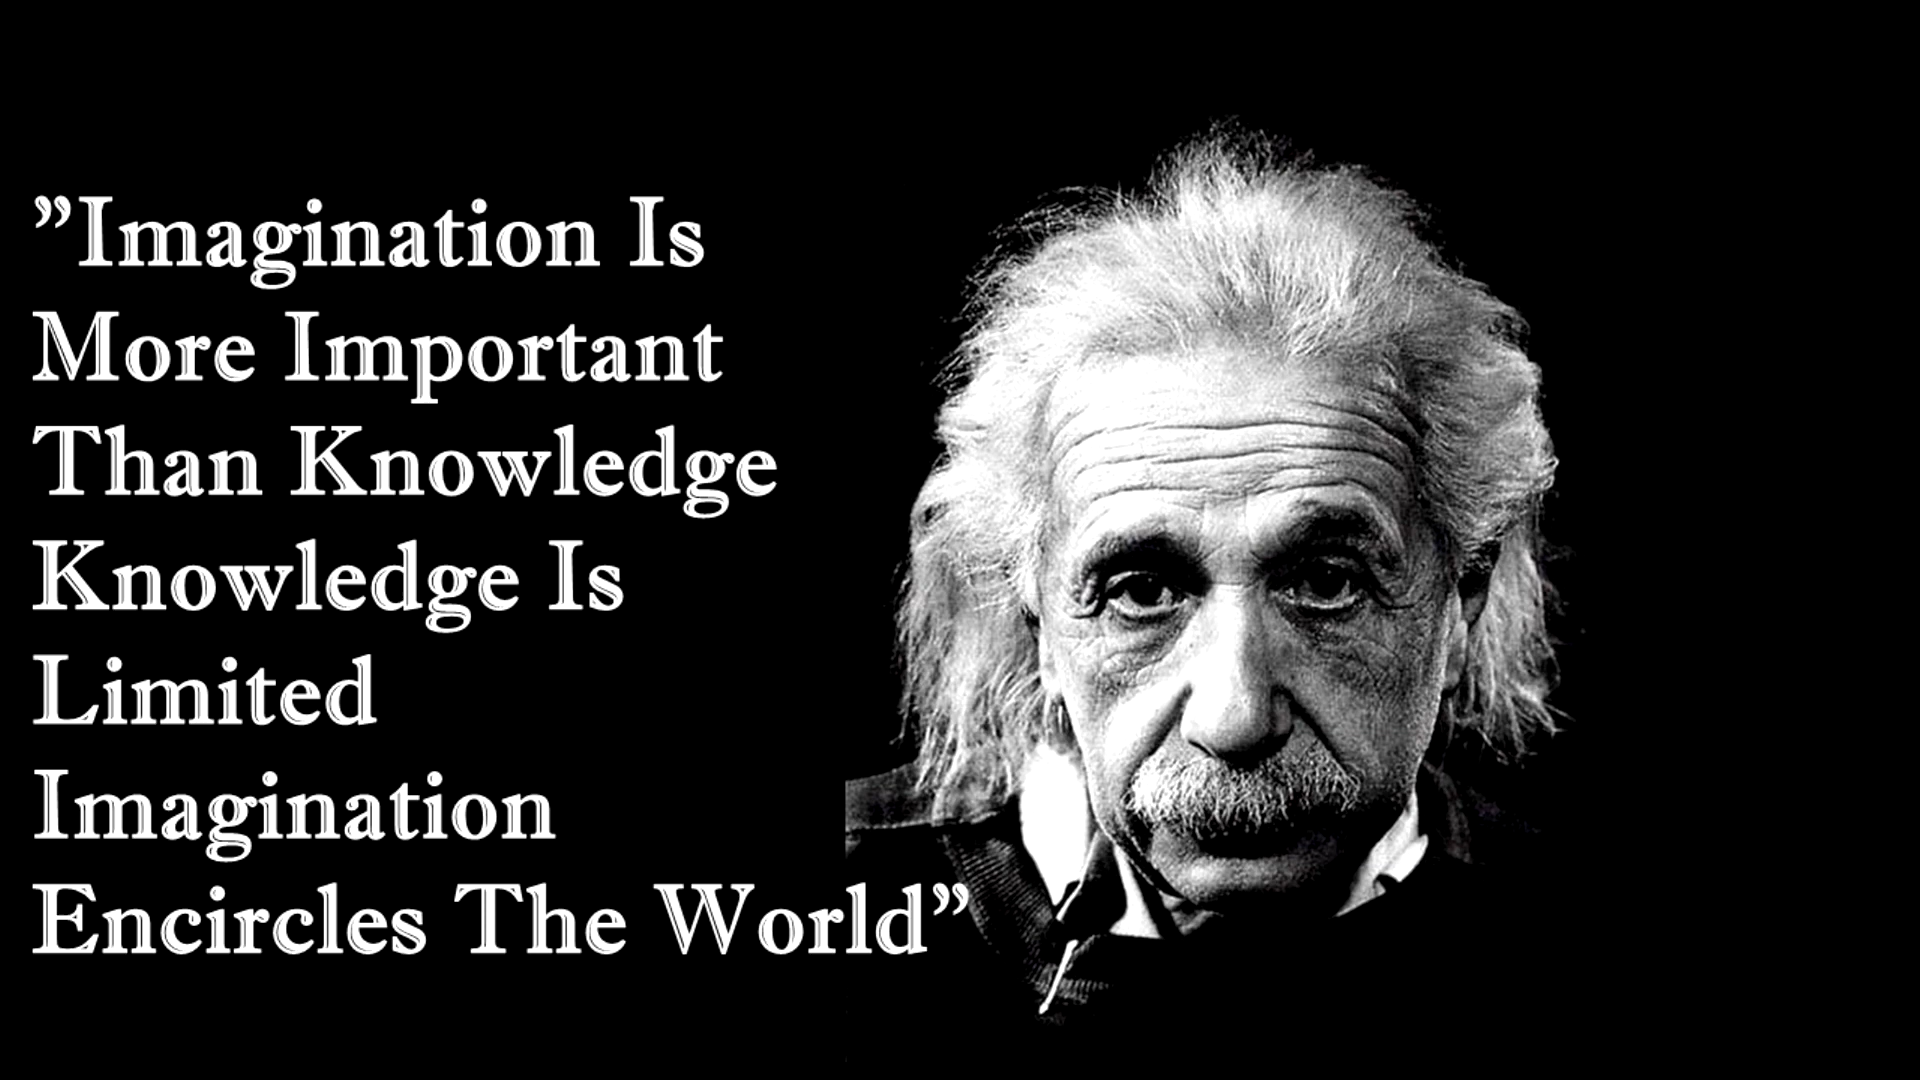 ”Imagination Is
More Important
Than Knowledge
Knowledge Is
Limited
Imagination
Encircles The World”